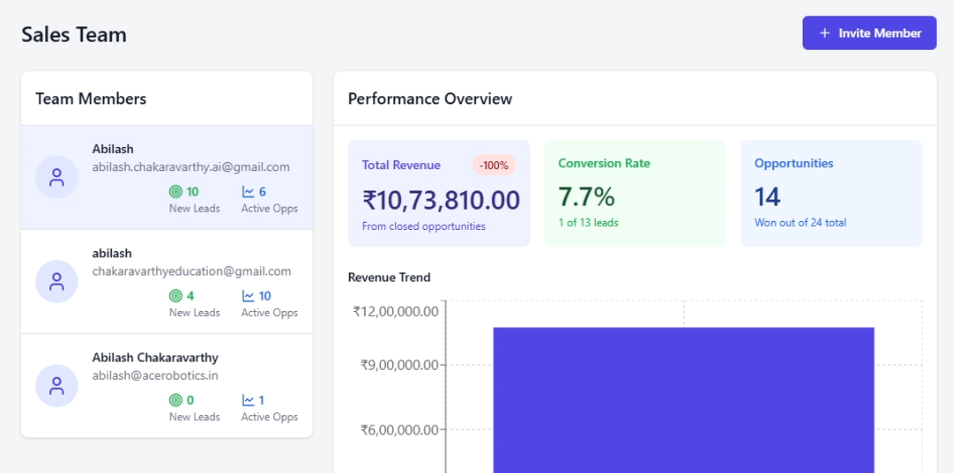 Sales Team
+ Invite Member
Team Members
Abilash
abilash.chakaravarthy.ai@gmail.com
10 6
New Leads Active Opps
abilash
chakaravarthyeducation@gmail.com
4 10
New Leads Active Opps
Abilash Chakaravarthy
abilash@acerobotics.in
0 1
New Leads Active Opps
Performance Overview
Total Revenue -100%
₹10,73,810.00
From closed opportunities
Conversion Rate
7.7%
1 of 13 leads
Opportunities
14
Won out of 24 total
Revenue Trend
₹12,00,000.00
₹9,00,000.00
₹6,00,000.00